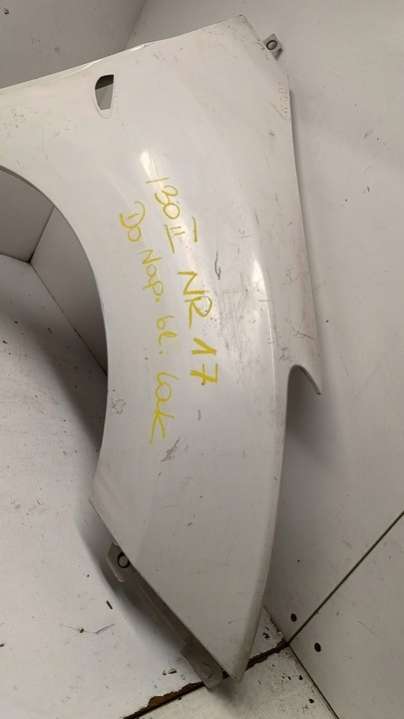 I30 II NR 17
Do Nap. bl. Lak